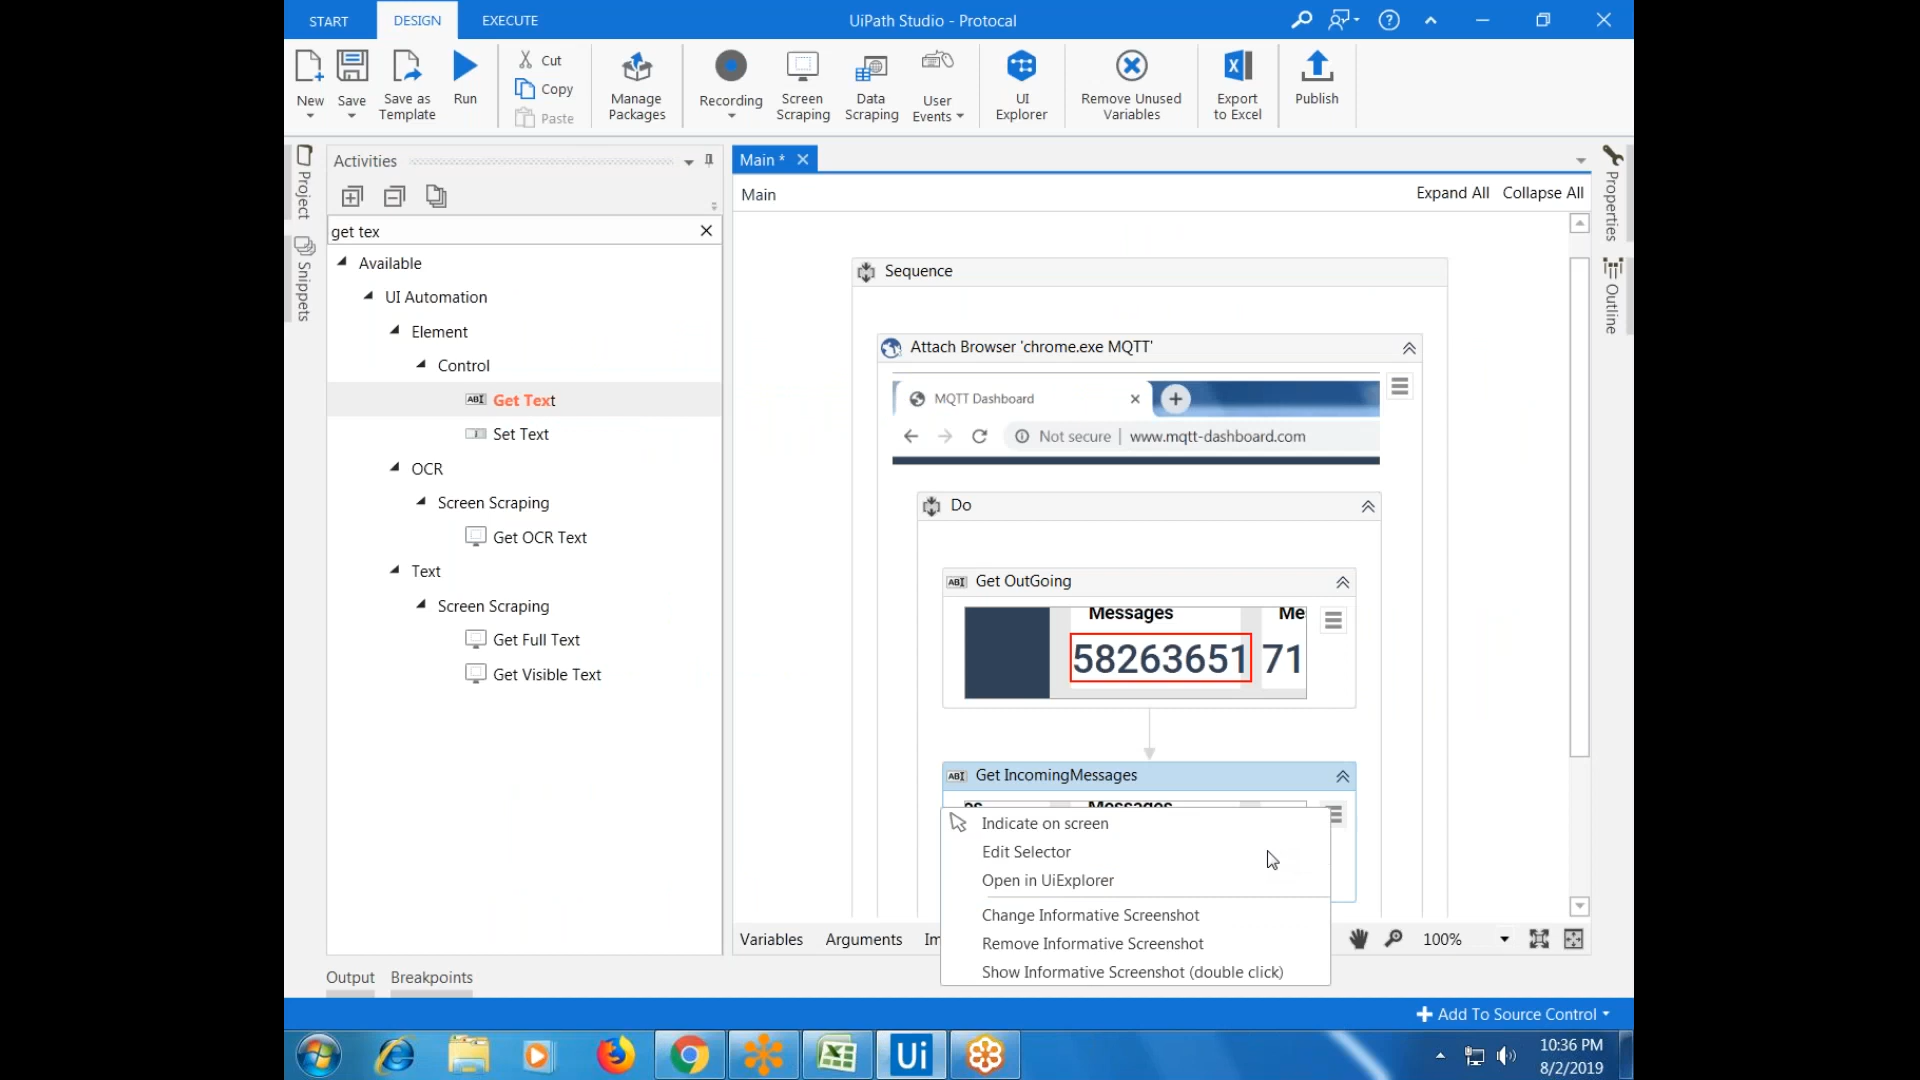 START
DESIGN
EXECUTE
UiPath Studio - Protocal
New
Save
Save as
Template
Run
Cut
Copy
Paste
Manage
Packages
Recording
Screen
Scraping
Data
Scraping
User
Events
UI
Explorer
Remove Unused
Variables
Export
to Excel
Publish
Project
Snippets
Activities
get tex
Available
UI Automation
Element
Control
Get Text
Set Text
OCR
Screen Scraping
Get OCR Text
Text
Screen Scraping
Get Full Text
Get Visible Text
Main *
Main
Expand All
Collapse All
Properties
Outline
Sequence
Attach Browser 'chrome.exe MQTT'
MQTT Dashboard
Not secure | www.mqtt-dashboard.com
Do
Get OutGoing
Messages
Me
58263651
71
Get IncomingMessages
es
Messages
Indicate on screen
Edit Selector
Open in UiExplorer
Change Informative Screenshot
Remove Informative Screenshot
Show Informative Screenshot (double click)
Variables
Arguments
Im
100%
Output
Breakpoints
Add To Source Control
Ui
10:36 PM
8/2/2019